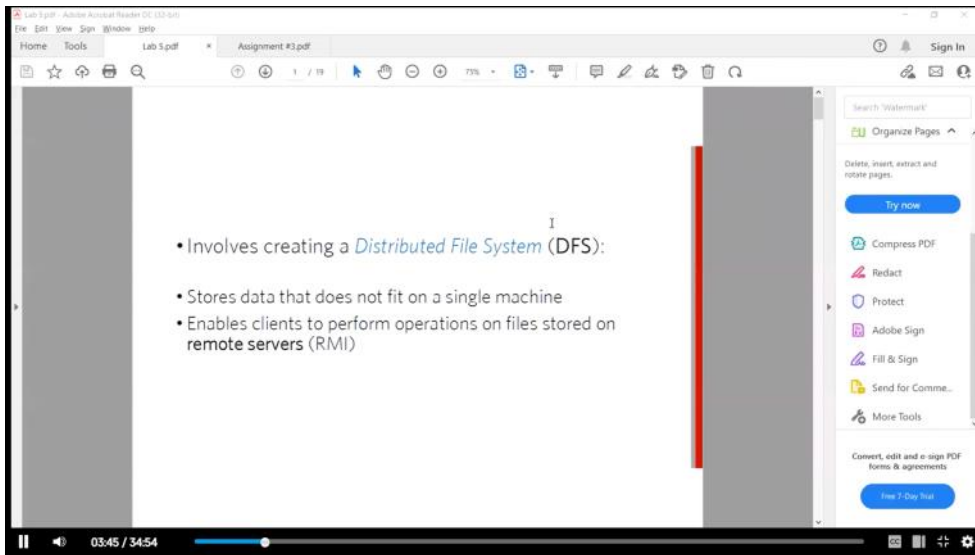 Lab 5.pdf - Adobe Acrobat Reader DC (32-bit)
File Edit View Sign Window Help
Home Tools Lab 5.pdf × Assignment #3.pdf Sign In
1 / 19 75%
Search 'Watermark'
Organize Pages
Delete, insert, extract and
rotate pages.
Try now
Compress PDF
Redact
Protect
Adobe Sign
Fill & Sign
Send for Comme...
More Tools
Convert, edit and e-sign PDF
forms & agreements
Free 7-Day Trial
• Involves creating a Distributed File System (DFS):
• Stores data that does not fit on a single machine
• Enables clients to perform operations on files stored on
remote servers (RMI)
03:45 / 34:54
CC